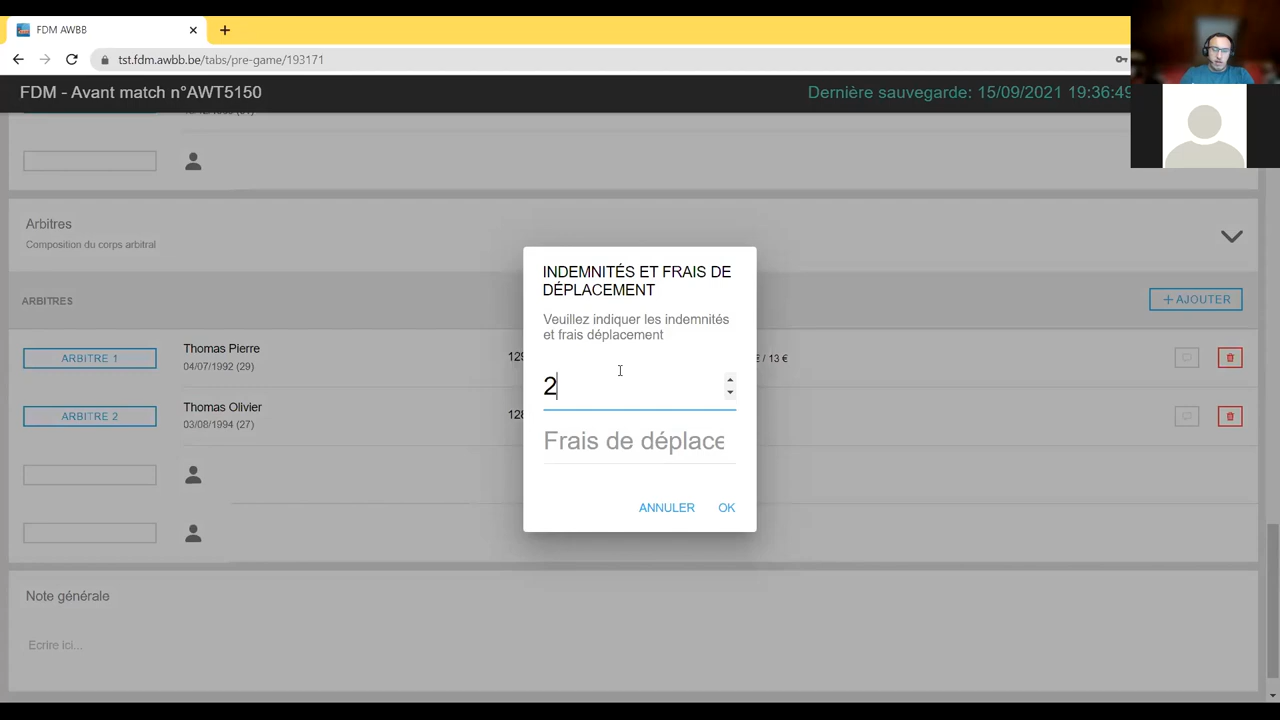 FDM AWBB
tst.fdm.awbb.be/tabs/pre-game/193171
FDM - Avant match n°AWT5150
Dernière sauvegarde: 15/09/2021 19:36:49
Arbitres
Composition du corps arbitral
ARBITRES
+ AJOUTER
ARBITRE 1
Thomas Pierre
04/07/1992 (29)
€ / 13 €
ARBITRE 2
Thomas Olivier
03/08/1994 (27)
INDEMNITÉS ET FRAIS DE
DÉPLACEMENT
Veuillez indiquer les indemnités
et frais déplacement
2
Frais de déplace
ANNULER OK
Note générale
Ecrire ici...